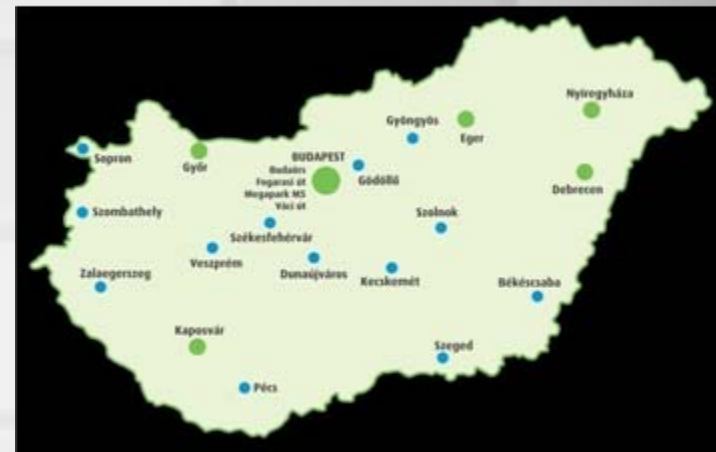 Nyíregyháza
Gyöngyös
Eger
Sopron
Győr
BUDAPEST
Budaörs
Fogarasi út
Megapark M5
Váci út
Gödöllő
Debrecen
Szombathely
Székesfehérvár
Szolnok
Veszprém
Dunaújváros
Kecskemét
Zalaegerszeg
Békéscsaba
Kaposvár
Szeged
Pécs